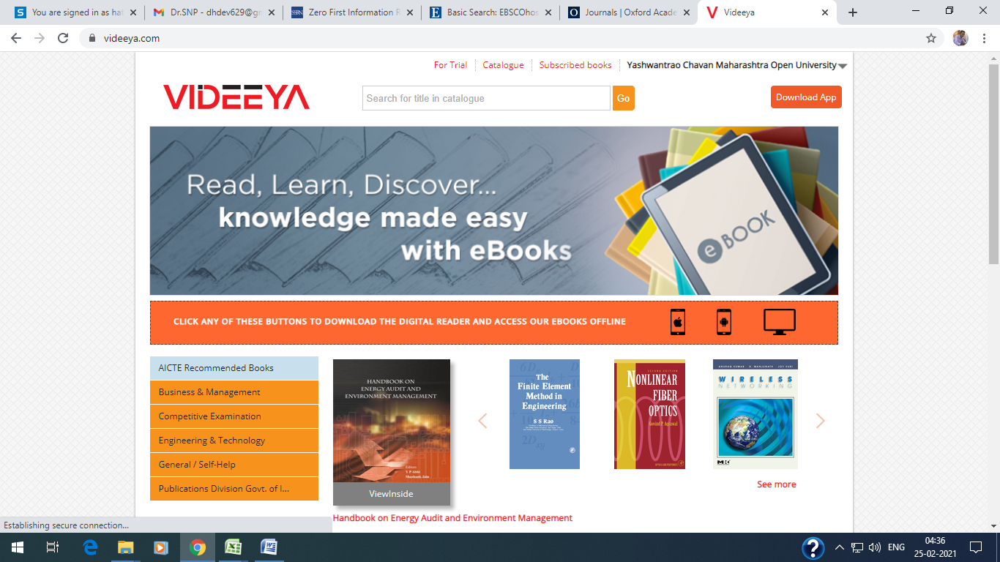 You are signed in as hat
Dr.SNP - dhdev629@gm
Zero First Information R
Basic Search: EBSCOhos
Journals | Oxford Acade
Videeya
videeya.com
For Trial
Catalogue
Subscribed books
Yashwantrao Chavan Maharashtra Open University
VIDEEYA
Search for title in catalogue
Go
Download App
Read, Learn, Discover...
knowledge made easy
with eBooks
e BOOK
CLICK ANY OF THESE BUTTONS TO DOWNLOAD THE DIGITAL READER AND ACCESS OUR EBOOKS OFFLINE
AICTE Recommended Books
Business & Management
Competitive Examination
Engineering & Technology
General / Self-Help
Publications Division Govt. of I...
HANDBOOK ON
ENERGY AUDIT AND
ENVIRONMENT MANAGEMENT
Editors
Y P Abbi
Shashank Jain
ViewInside
Handbook on Energy Audit and Environment Management
The
Finite Element
Method in
Engineering
S S Rao
SECOND EDITION
NONLINEAR
FIBER
OPTICS
Govind P. Agrawal
ANURAG KUMAR · D. MANJUNATH · JOY KURI
WIRELESS
NETWORKING
MK
See more
Establishing secure connection...
ENG
04:36
25-02-2021